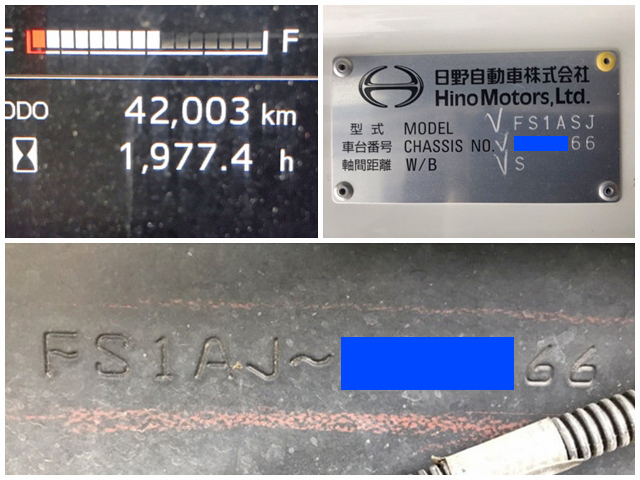 E F
ODO 42,003 km
1,977.4 h
日野自動車株式会社
Hino Motors, Ltd.
型式 MODEL FS1ASJ
車台番号 CHASSIS NO. 66
軸間距離 W/B S
FS1AJ~ 66